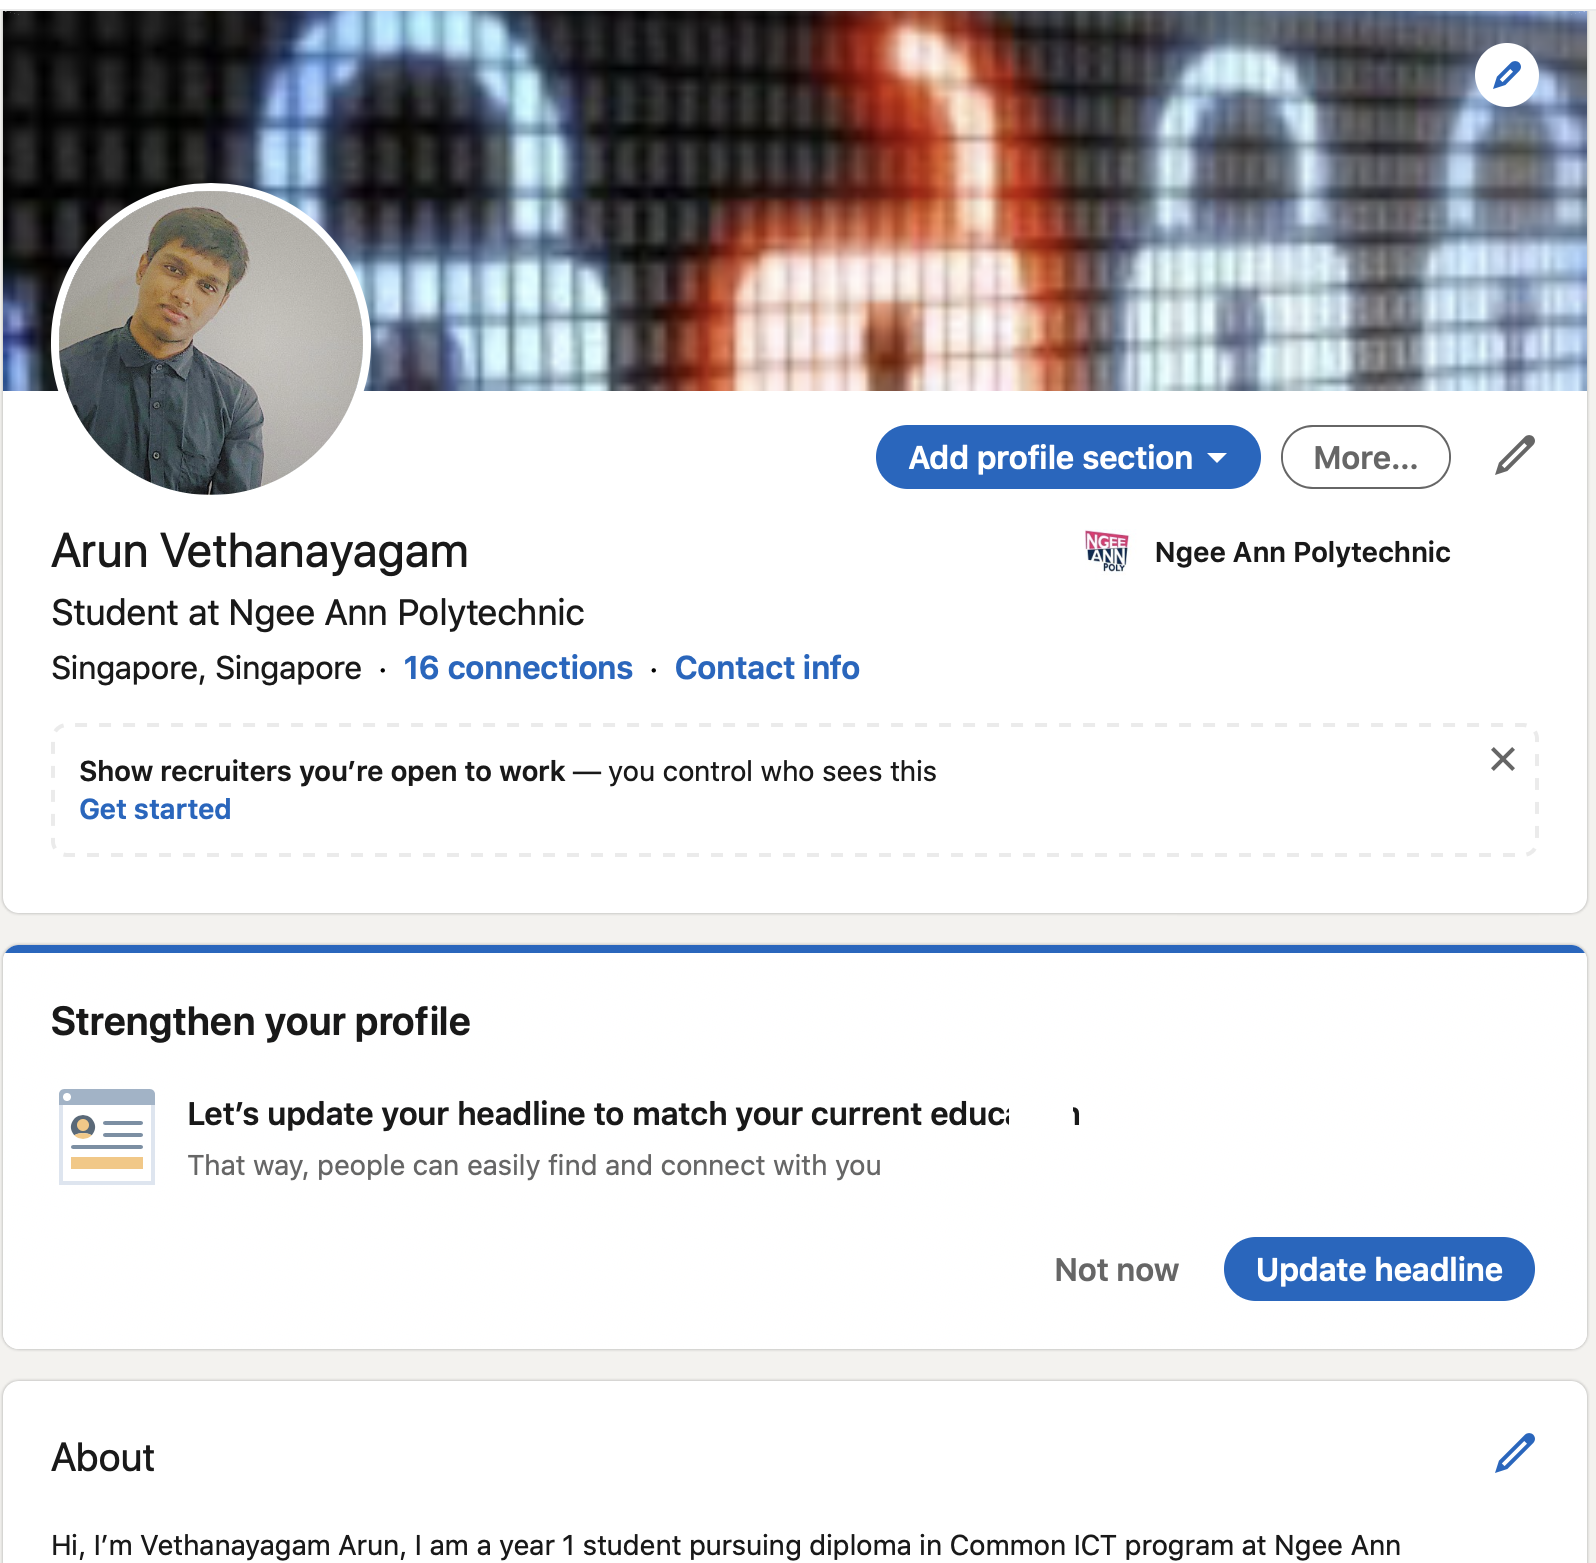 Add profile section
More...
Arun Vethanayagam
NGEE
ANN
POLY
Ngee Ann Polytechnic
Student at Ngee Ann Polytechnic
Singapore, Singapore · 16 connections · Contact info
Show recruiters you’re open to work — you control who sees this
Get started
Strengthen your profile
Let’s update your headline to match your current
That way, people can easily find and connect with you
Not now
Update headline
About
Hi, I’m Vethanayagam Arun, I am a year 1 student pursuing diploma in Common ICT program at Ngee Ann